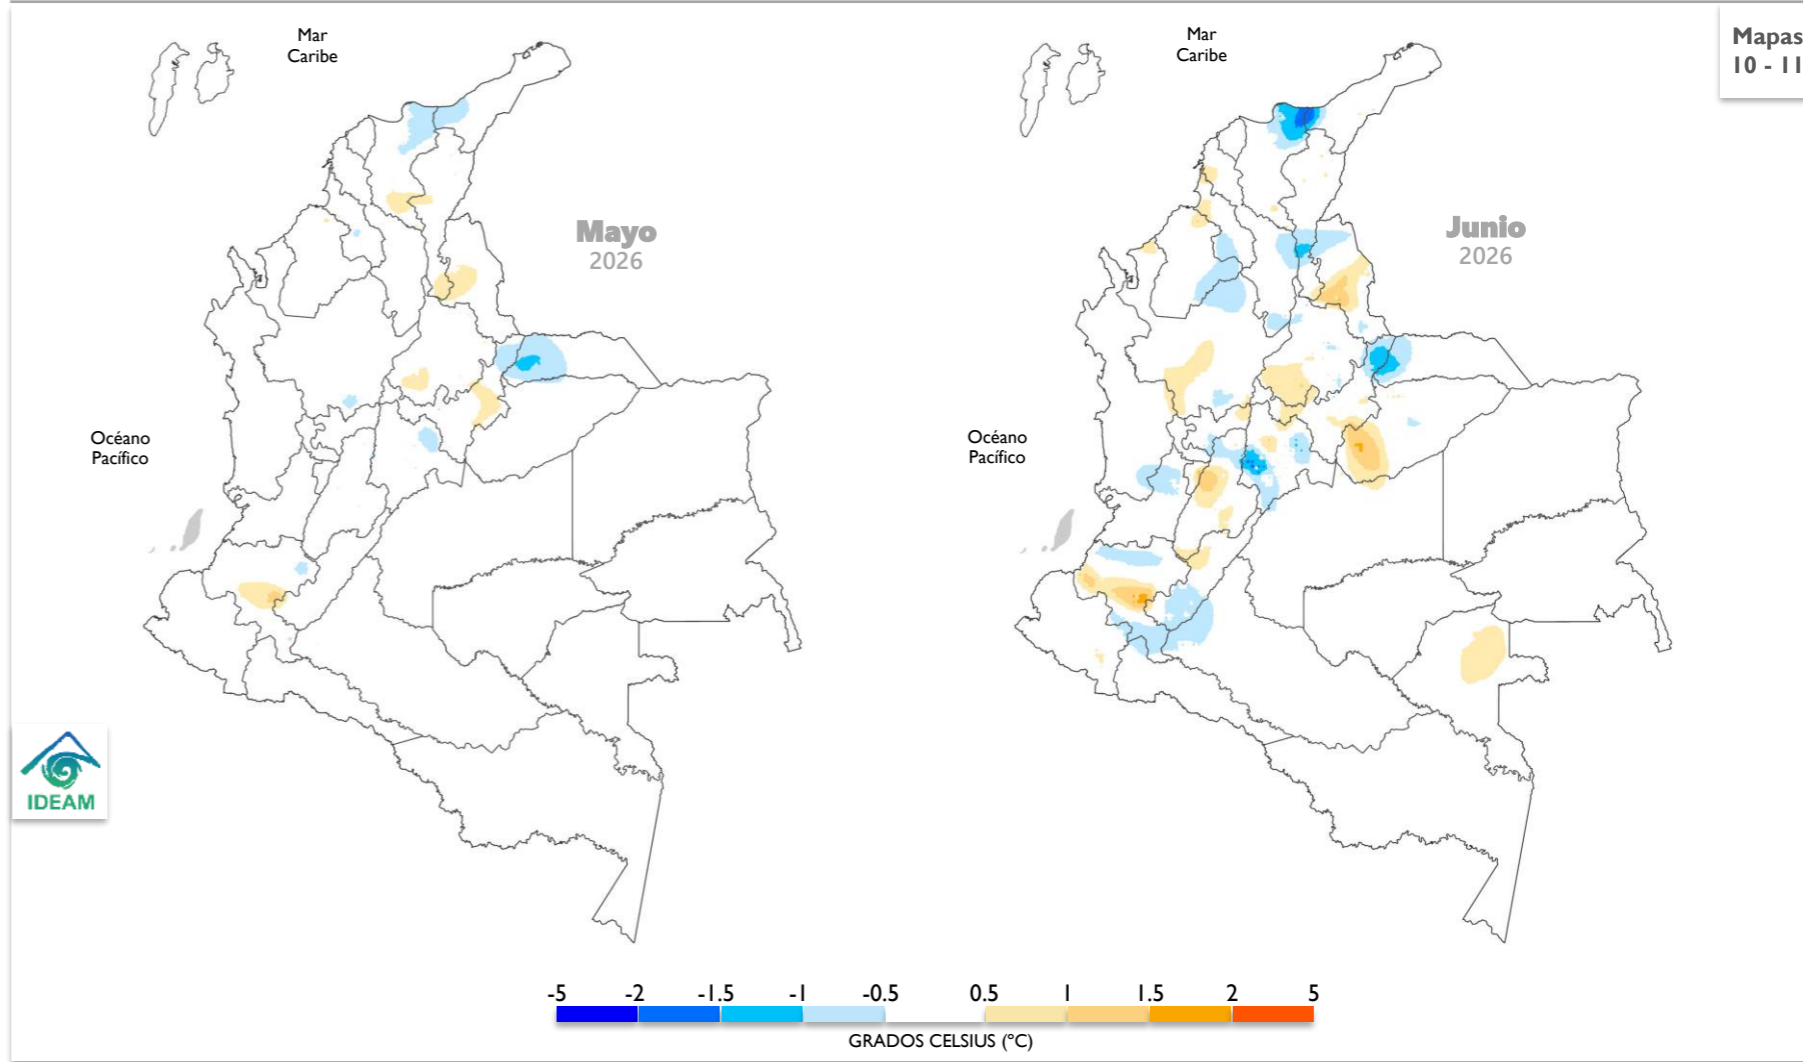 Mar
Caribe
Mar
Caribe
Mapas
10 - 11
Mayo
2026
Junio
2026
Océano
Pacífico
Océano
Pacífico
IDEAM
-5 -2 -1.5 -1 -0.5 0.5 1 1.5 2 5
GRADOS CELSIUS (°C)